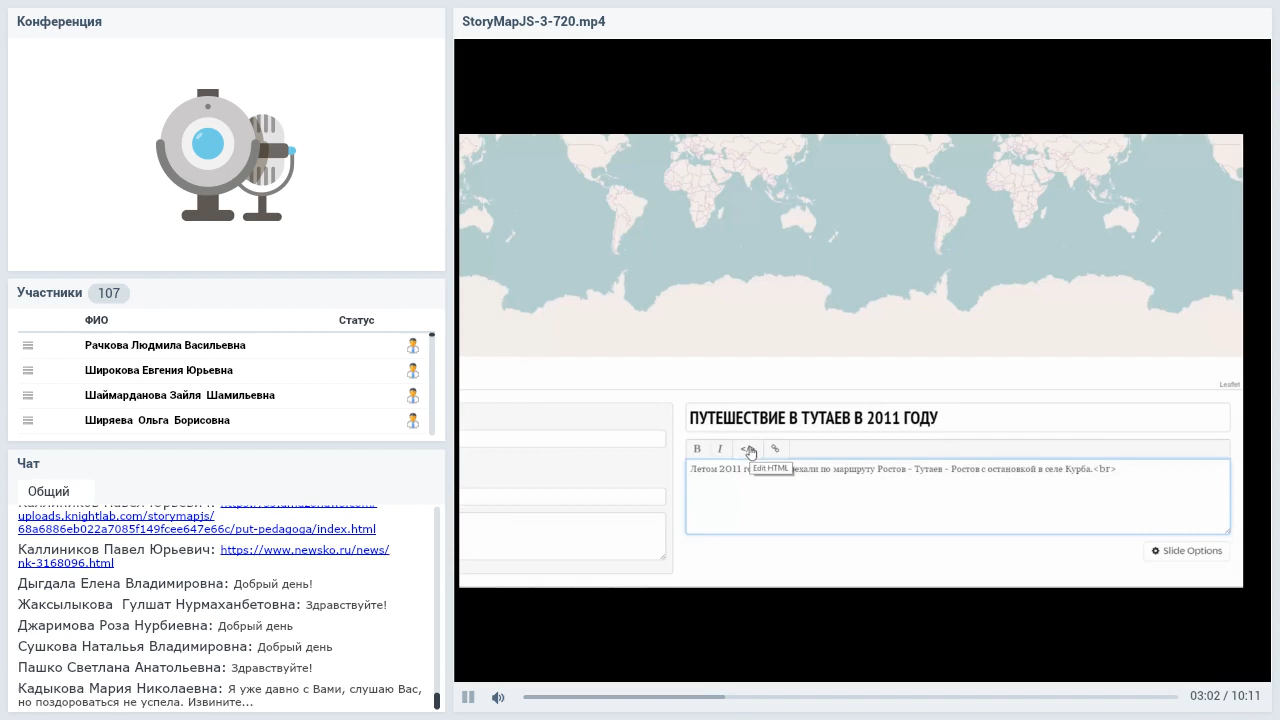 Конференция
StoryMapJS-3-720.mp4
Участники 107
ФИО Статус
Рачкова Людмила Васильевна
Широкова Евгения Юрьевна
Шаймарданова Зайля Шамильевна
Ширяева Ольга Борисовна
Чат
Общий
Каллиников Павел Юрьевич:
uploads.knightlab.com/storymapjs/
68a6886eb022a7085f149fcee647e66c/put-pedagoga/index.html
Каллиников Павел Юрьевич: https://www.newsko.ru/news/
nk-3168096.html
Дыгдала Елена Владимировна: Добрый день!
Жаксылыкова Гулшат Нурмаханбетовна: Здравствуйте!
Джаримова Роза Нурбиевна: Добрый день
Сушкова Наталья Владимировна: Добрый день
Пашко Светлана Анатольевна: Здравствуйте!
Кадыкова Мария Николаевна: Я уже давно с Вами, слушаю Вас,
но поздороваться не успела. Извините...
Leaflet
ПУТЕШЕСТВИЕ В ТУТАЕВ В 2011 ГОДУ
B I
Edit HTML
Летом 2011 ехали по маршруту Ростов - Тутаев - Ростов с остановкой в селе Курба.<br>
Slide Options
03:02 / 10:11